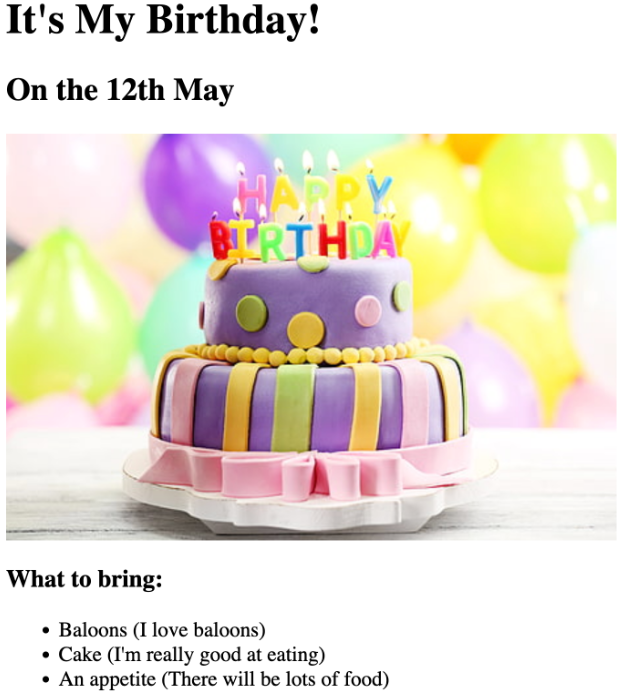 It's My Birthday!
On the 12th May
HAPPY
BIRTHDAY
What to bring:
Baloons (I love baloons)
Cake (I'm really good at eating)
An appetite (There will be lots of food)